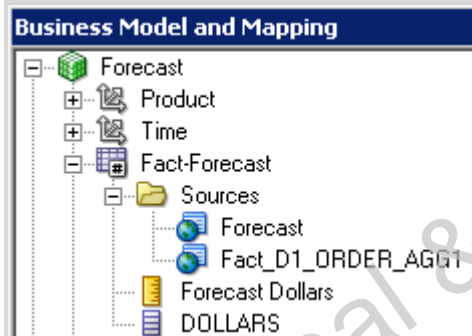 Business Model and Mapping
Forecast
Product
Time
Fact-Forecast
Sources
Forecast
Fact_D1_ORDER_AGG1
Forecast Dollars
DOLLARS